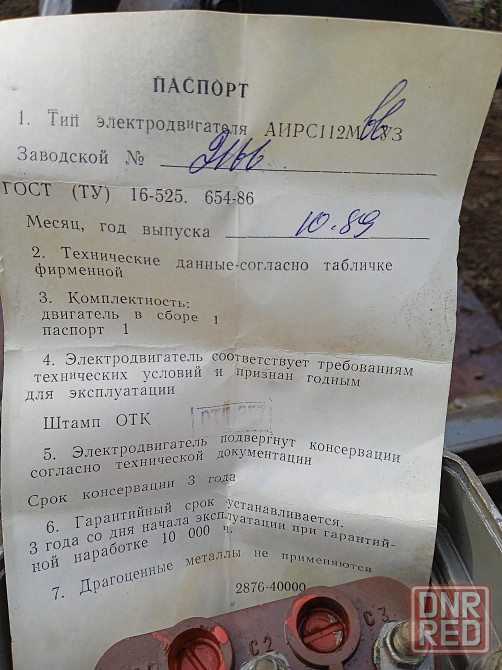 ПАСПОРТ
1. Тип электродвигателя АИРС112М вв УЗ
Заводской № 2166
ГОСТ (ТУ) 16-525. 654-86
Месяц, год выпуска 10.89
2. Технические данные-согласно табличке
фирменной
3. Комплектность:
двигатель в сборе 1
паспорт 1
4. Электродвигатель соответствует требованиям
технических условий и признан годным
для эксплуатации
Штамп ОТК
5. Электродвигатель подвергнут консервации
согласно технической документации
Срок консервации 3 года
6. Гарантийный срок устанавливается.
3 года со дня начала эксплуатации при гарантий-
ной наработке 10 000 ч.
7. Драгоценные металлы не применяются
2876-40000
С2
С3
DNR
RED